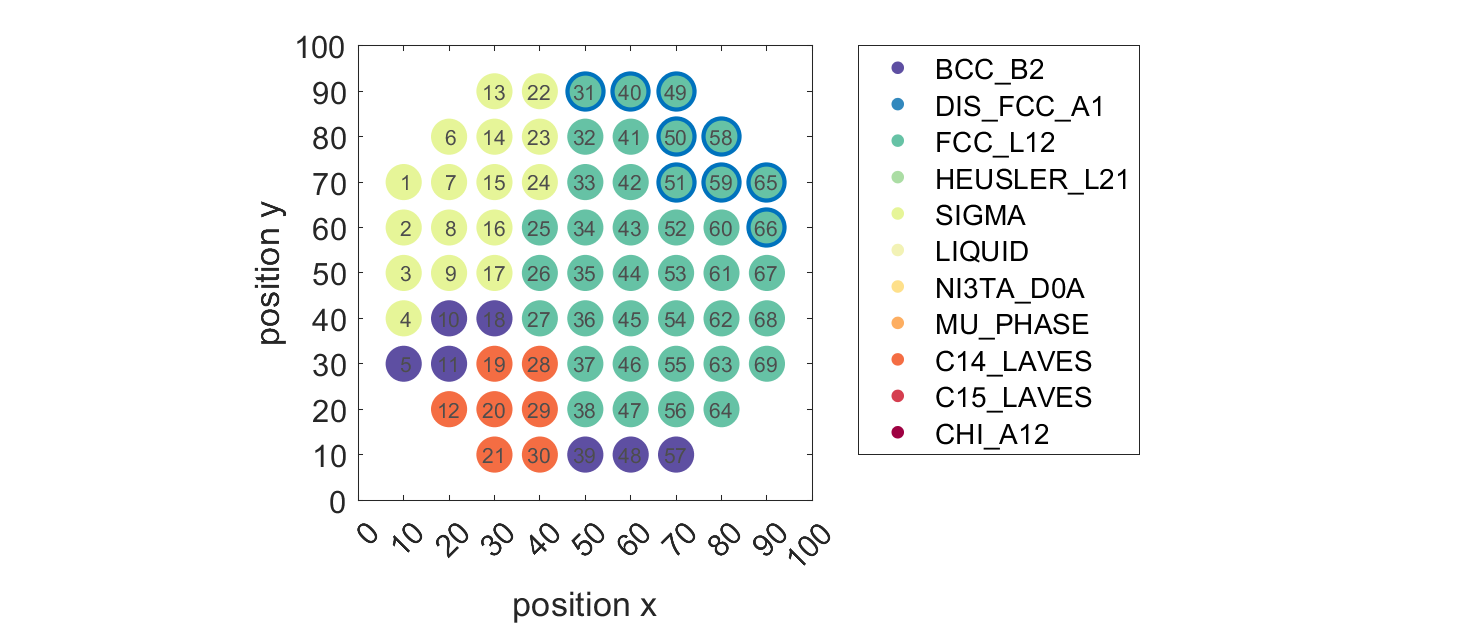 100
90
80
70
60
50
40
30
20
10
0
position y
13 22 31 40 49
6 14 23 32 41 50 58
1 7 15 24 33 42 51 59 65
2 8 16 25 34 43 52 60 66
3 9 17 26 35 44 53 61 67
4 10 18 27 36 45 54 62 68
5 11 19 28 37 46 55 63 69
12 20 29 38 47 56 64
21 30 39 48 57
0 10 20 30 40 50 60 70 80 90 100
position x
BCC_B2
DIS_FCC_A1
FCC_L12
HEUSLER_L21
SIGMA
LIQUID
NI3TA_D0A
MU_PHASE
C14_LAVES
C15_LAVES
CHI_A12